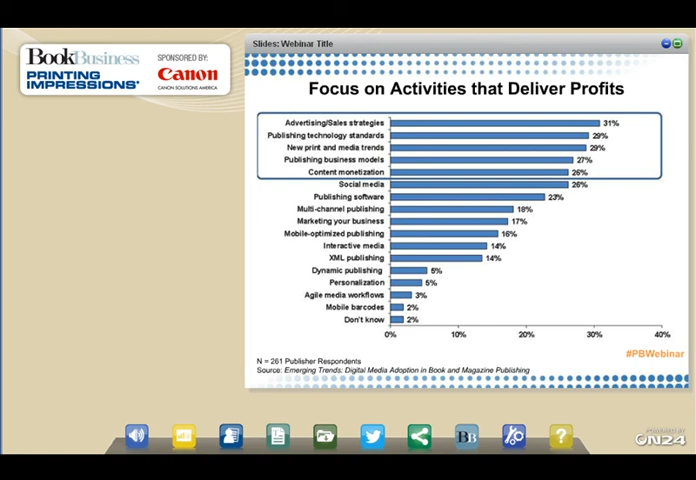 Slides: Webinar Title
BookBusiness
PRINTING
IMPRESSIONS
SPONSORED BY:
Canon
CANON SOLUTIONS AMERICA
Focus on Activities that Deliver Profits
Advertising/Sales strategies 31%
Publishing technology standards 29%
New print and media trends 29%
Publishing business models 27%
Content monetization 26%
Social media 26%
Publishing software 23%
Multi-channel publishing 18%
Marketing your business 17%
Mobile-optimized publishing 16%
Interactive media 14%
XML publishing 14%
Dynamic publishing 5%
Personalization 5%
Agile media workflows 3%
Mobile barcodes 2%
Don't know 2%
0% 10% 20% 30% 40%
#PBWebinar
N = 261 Publisher Respondents
Source: Emerging Trends: Digital Media Adoption in Book and Magazine Publishing
BB
?
POWERED BY
ON24